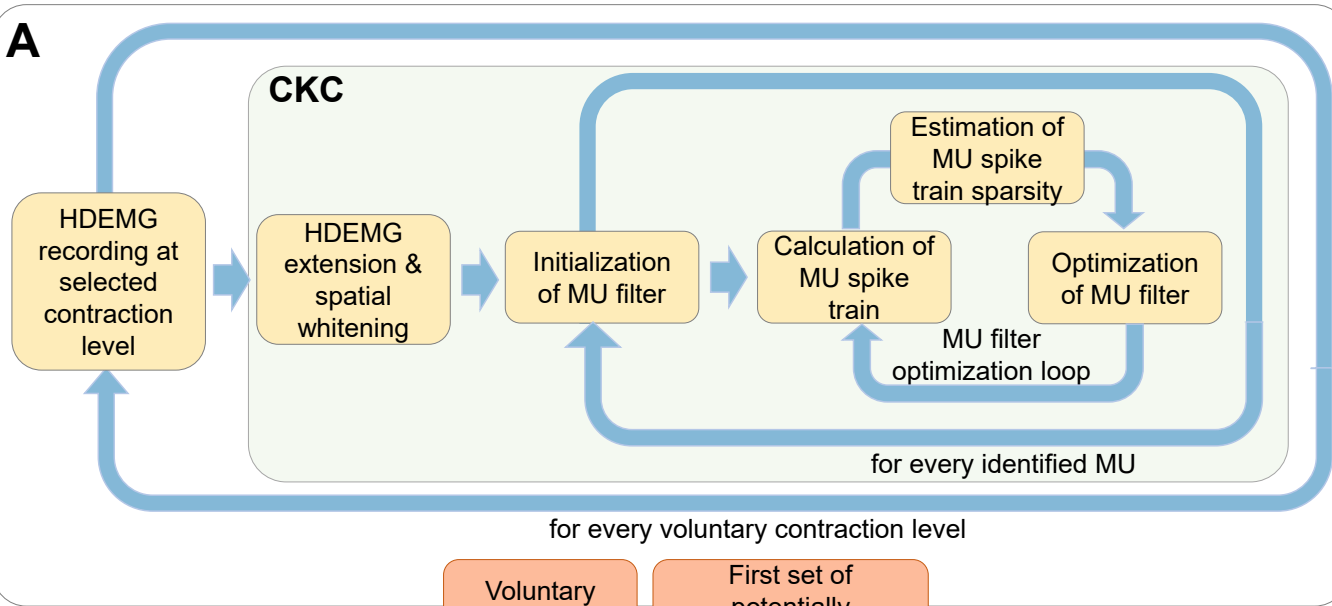 A
CKC
HDEMG
recording at
selected
contraction
level
HDEMG
extension &
spatial
whitening
Initialization
of MU filter
Calculation of
MU spike
train
Estimation of
MU spike
train sparsity
Optimization
of MU filter
MU filter
optimization loop
for every identified MU
for every voluntary contraction level
Voluntary
First set of
potentially